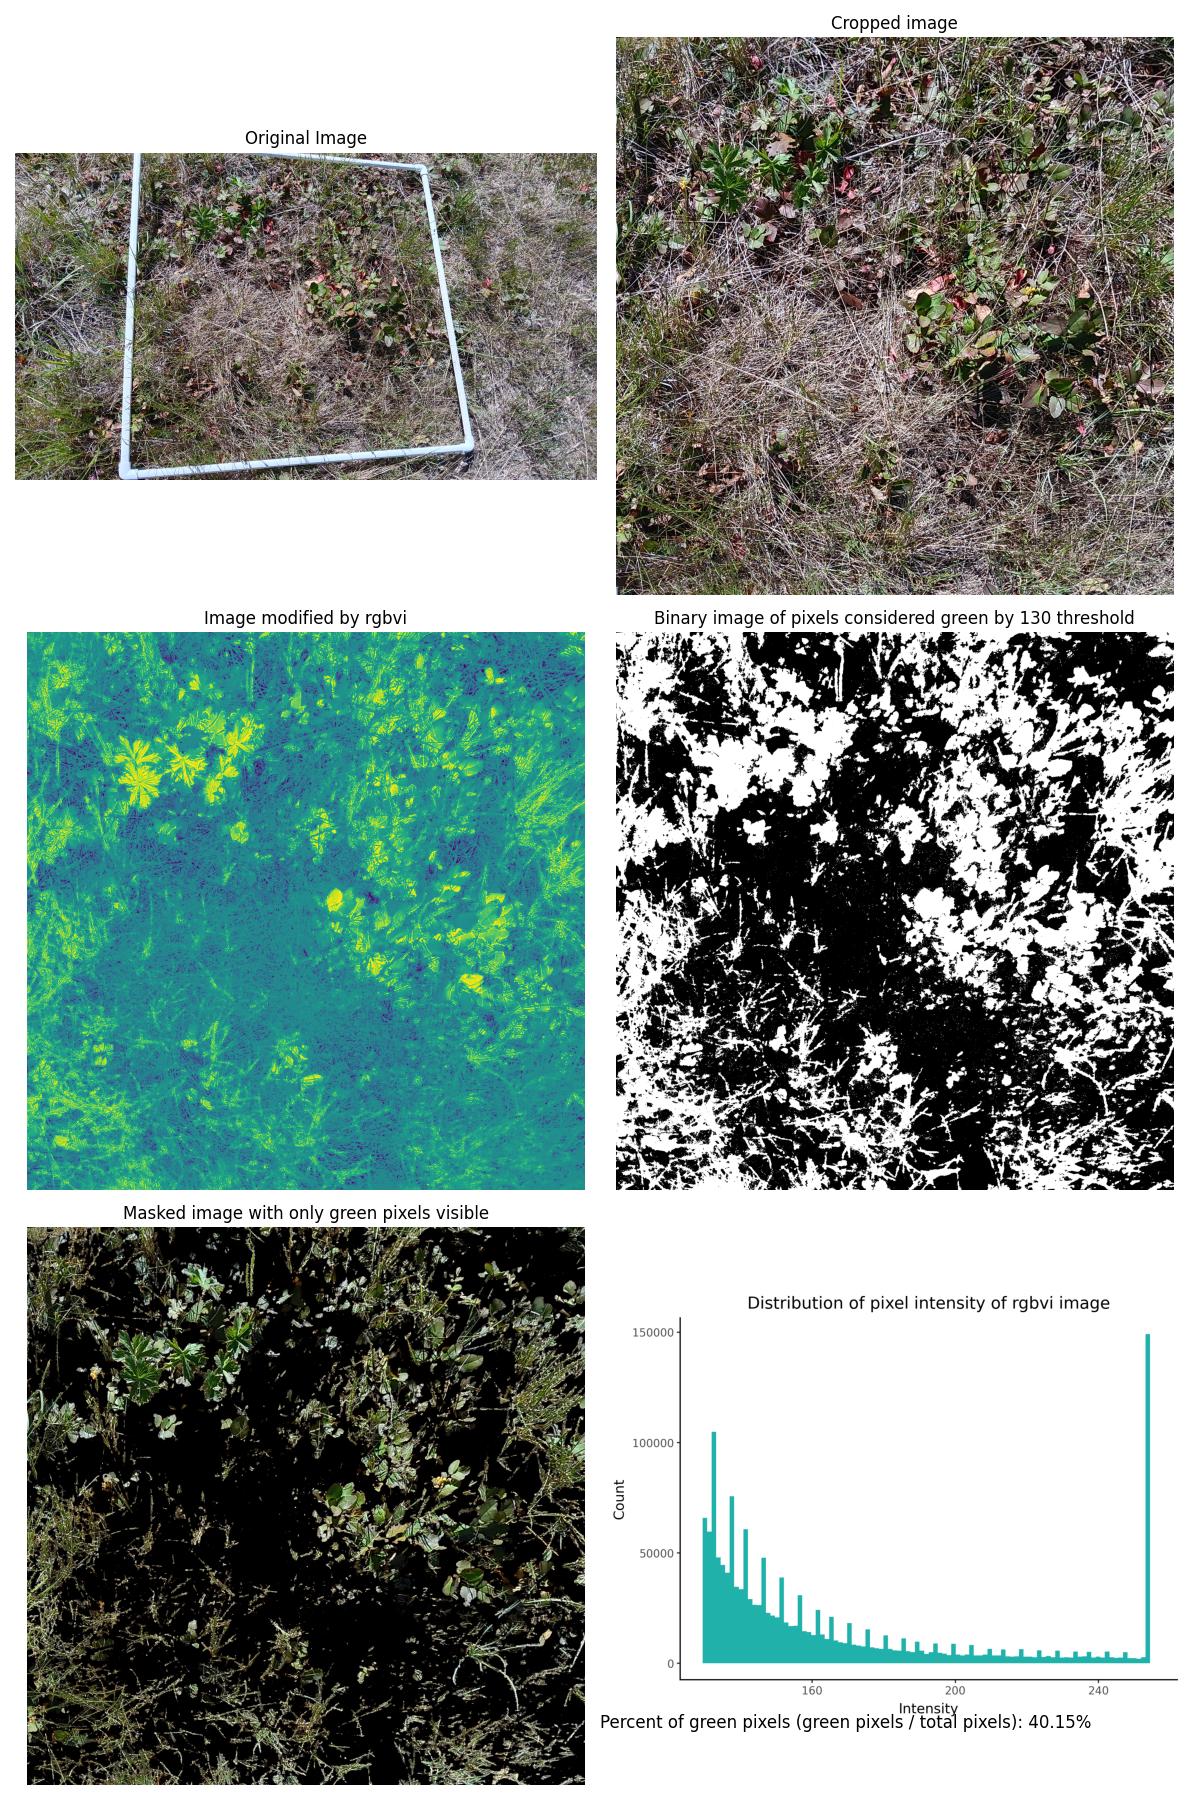 Original Image
Cropped image
Image modified by rgbvi
Binary image of pixels considered green by 130 threshold
Masked image with only green pixels visible
Distribution of pixel intensity of rgbvi image
150000
100000
50000
0
Count
160
200
240
Intensity
Percent of green pixels (green pixels / total pixels): 40.15%